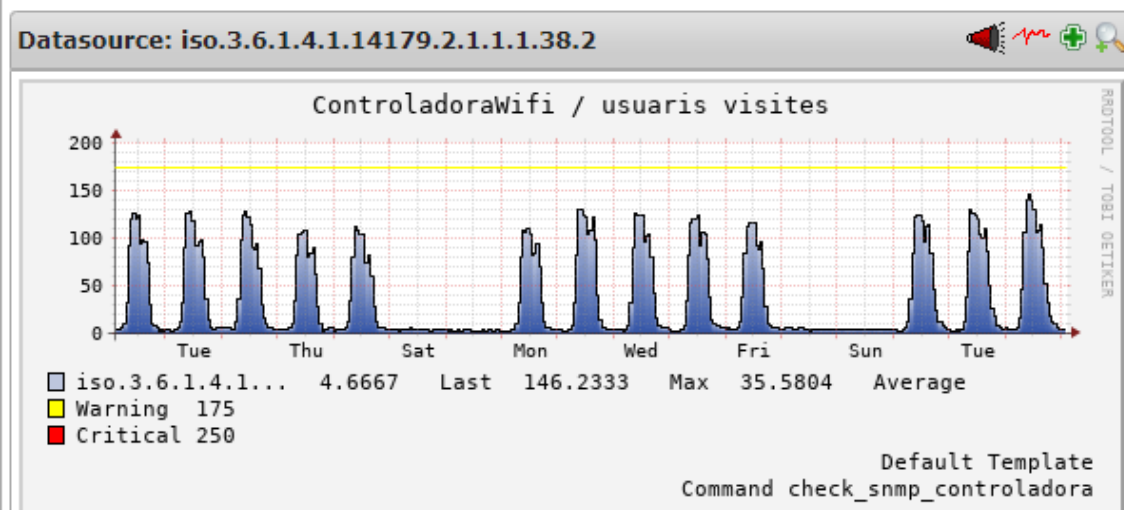 Datasource: iso.3.6.1.4.1.14179.2.1.1.1.38.2
ControladoraWifi / usuaris visites
RRDTOOL / TOBI OETIKER
200
150
100
50
0
Tue Thu Sat Mon Wed Fri Sun Tue
iso.3.6.1.4.1... 4.6667 Last 146.2333 Max 35.5804 Average
Warning 175
Critical 250
Default Template
Command check_snmp_controladora